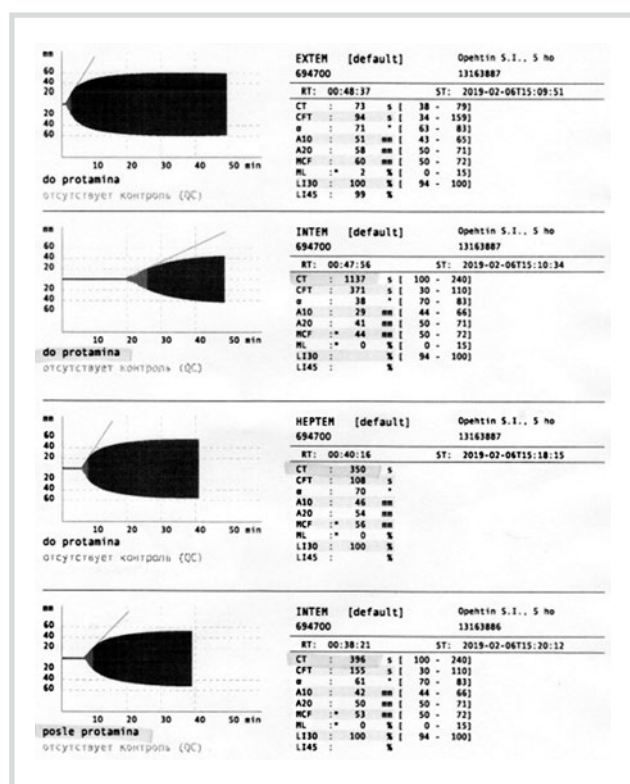 EXTEM [default] Opehtin S.I., 5 ho
694700 13163887
RT: 00:48:37 ST: 2019-02-06T15:09:51
CT : 73 s [ 38 - 79]
CFT : 94 s [ 34 - 159]
α : 71 ° [ 63 - 83]
A10 : 51 mm [ 43 - 65]
A20 : 58 mm [ 50 - 71]
MCF : 60 mm [ 50 - 72]
ML :* 2 % [ 0 - 15]
LI30 : 100 % [ 94 - 100]
LI45 : 99 %
mm
60
40
20
20
40
60
10 20 30 40 50 min
do protamina
отсутствует контроль (QC)
INTEM [default] Opehtin S.I., 5 ho
694700 13163887
RT: 00:47:56 ST: 2019-02-06T15:10:34
CT : 1137 s [ 100 - 240]
CFT : 371 s [ 30 - 110]
α : 38 ° [ 70 - 83]
A10 : 29 mm [ 44 - 66]
A20 : 41 mm [ 50 - 71]
MCF :* 44 mm [ 50 - 72]
ML :* 0 % [ 0 - 15]
LI30 : % [ 94 - 100]
LI45 : %
mm
60
40
20
20
40
60
10 20 30 40 50 min
do protamina
отсутствует контроль (QC)
HEPTEM [default] Opehtin S.I., 5 ho
694700 13163887
RT: 00:40:16 ST: 2019-02-06T15:18:15
CT : 350 s
CFT : 108 s
α : 70 °
A10 : 46 mm
A20 : 54 mm
MCF :* 56 mm
ML :* 0 %
LI30 : 100 %
LI45 : %
mm
60
40
20
20
40
60
10 20 30 40 50 min
do protamina
отсутствует контроль (QC)
INTEM [default] Opehtin S.I., 5 ho
694700 13163886
RT: 00:38:21 ST: 2019-02-06T15:20:12
CT : 396 s [ 100 - 240]
CFT : 155 s [ 30 - 110]
α : 61 ° [ 70 - 83]
A10 : 42 mm [ 44 - 66]
A20 : 50 mm [ 50 - 71]
MCF :* 53 mm [ 50 - 72]
ML :* 0 % [ 0 - 15]
LI30 : 100 % [ 94 - 100]
LI45 : %
mm
60
40
20
20
40
60
10 20 30 40 50 min
posle protamina
отсутствует контроль (QC)